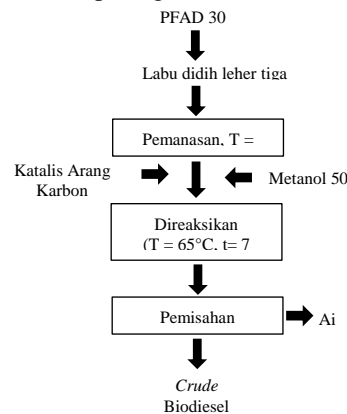 PFAD 30
Labu didih leher tiga
Pemanasan, T =
Katalis Arang
Karbon
Metanol 50
Direaksikan
(T = 65°C, t= 7
Pemisahan
Ai
Crude
Biodiesel